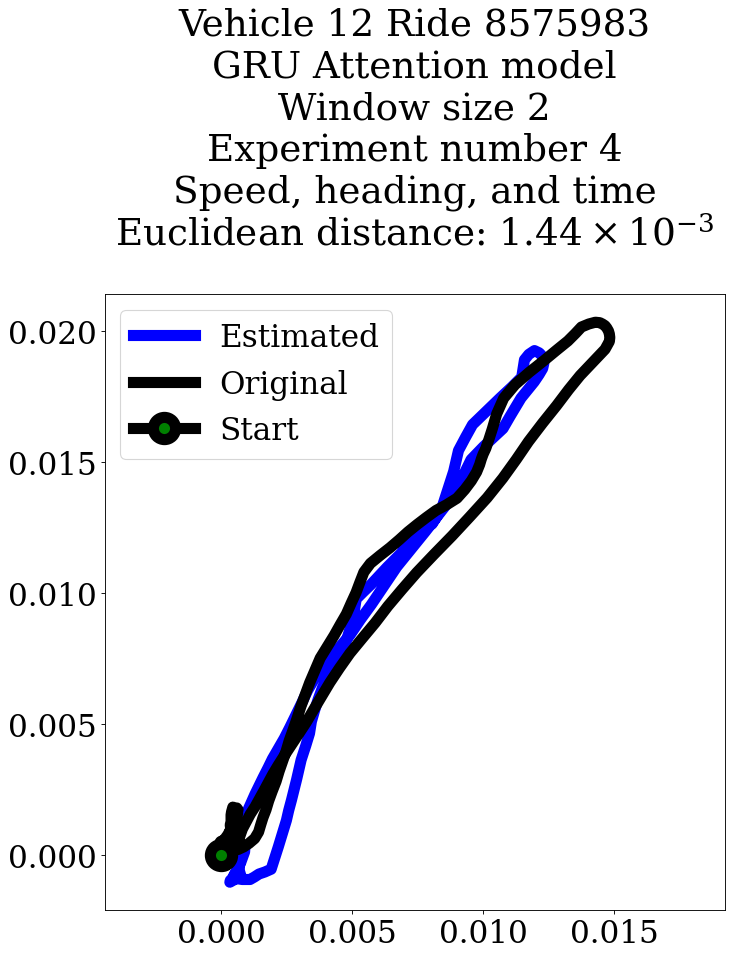 Vehicle 12 Ride 8575983
GRU Attention model
Window size 2
Experiment number 4
Speed, heading, and time
Euclidean distance: 1.44 × 10⁻³
Estimated
Original
Start
0.020
0.015
0.010
0.005
0.000
0.000 0.005 0.010 0.015